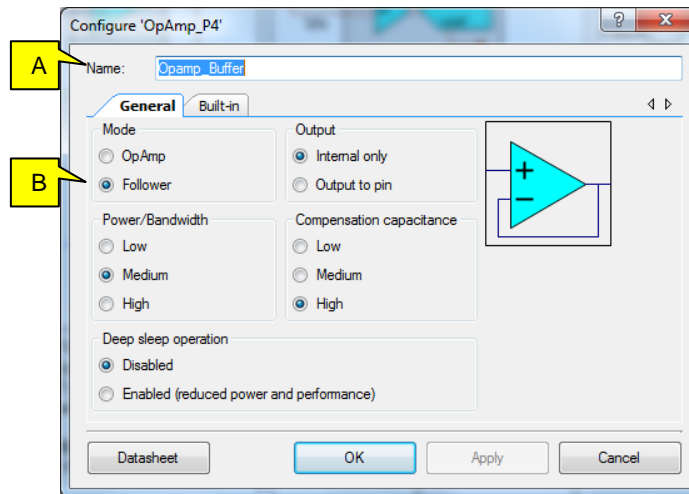 Configure 'OpAmp_P4'
A
Name: Opamp_Buffer
General Built-in
Mode
OpAmp
B
Follower
Output
Internal only
Output to pin
Power/Bandwidth
Low
Medium
High
Compensation capacitance
Low
Medium
High
Deep sleep operation
Disabled
Enabled (reduced power and performance)
Datasheet OK Apply Cancel